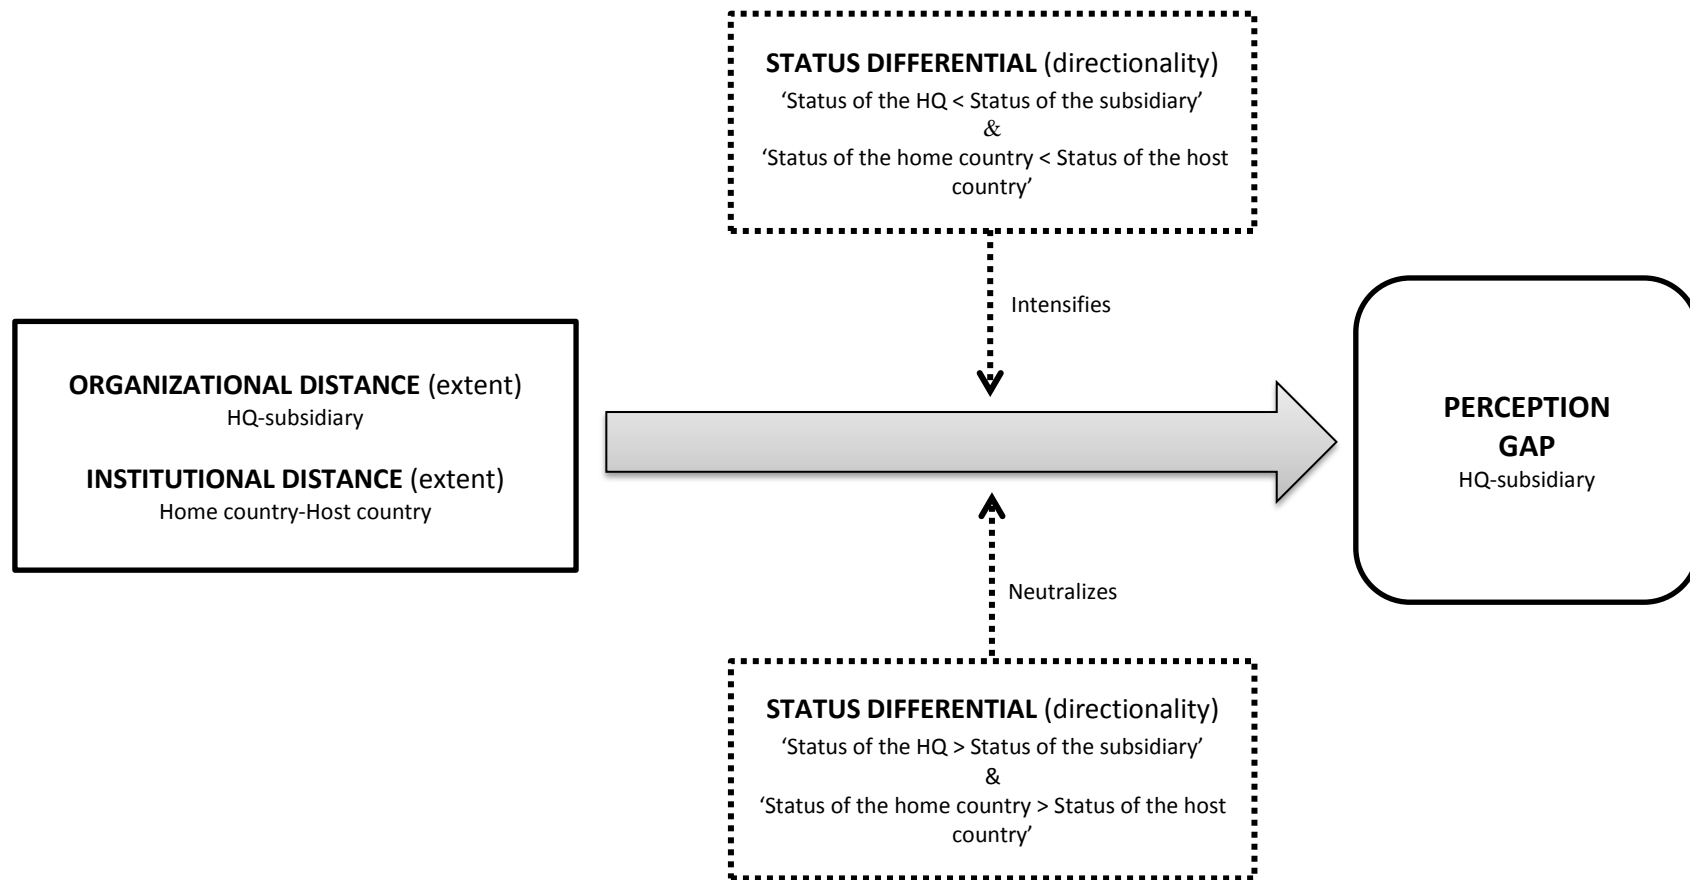 STATUS DIFFERENTIAL (directionality)
‘Status of the HQ < Status of the subsidiary’
&
‘Status of the home country < Status of the host
country’
Intensifies
ORGANIZATIONAL DISTANCE (extent)
HQ-subsidiary
INSTITUTIONAL DISTANCE (extent)
Home country-Host country
PERCEPTION
GAP
HQ-subsidiary
Neutralizes
STATUS DIFFERENTIAL (directionality)
‘Status of the HQ > Status of the subsidiary’
&
‘Status of the home country > Status of the host
country’